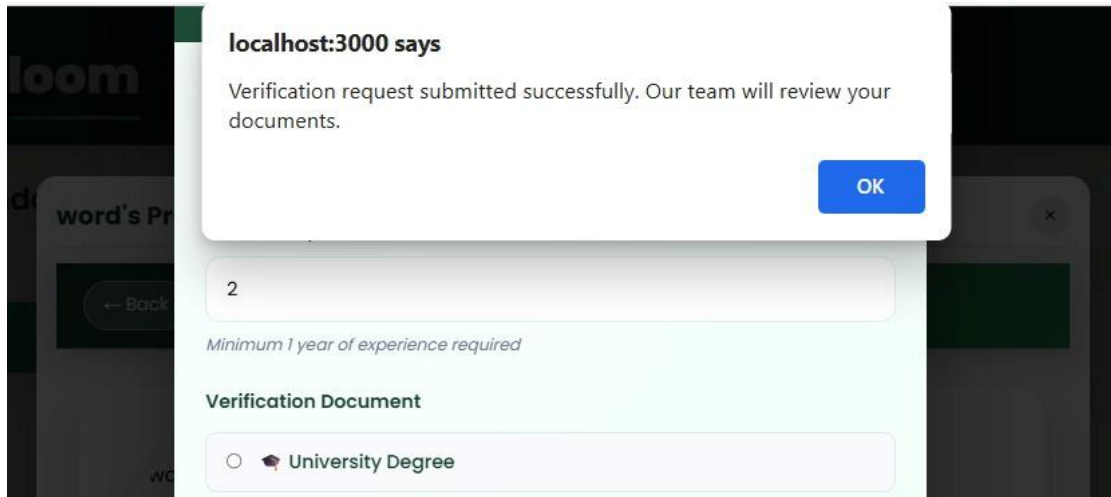 localhost:3000 says
Verification request submitted successfully. Our team will review your
documents.
OK
loom
word's Pr
×
← Back
2
Minimum 1 year of experience required
Verification Document
University Degree